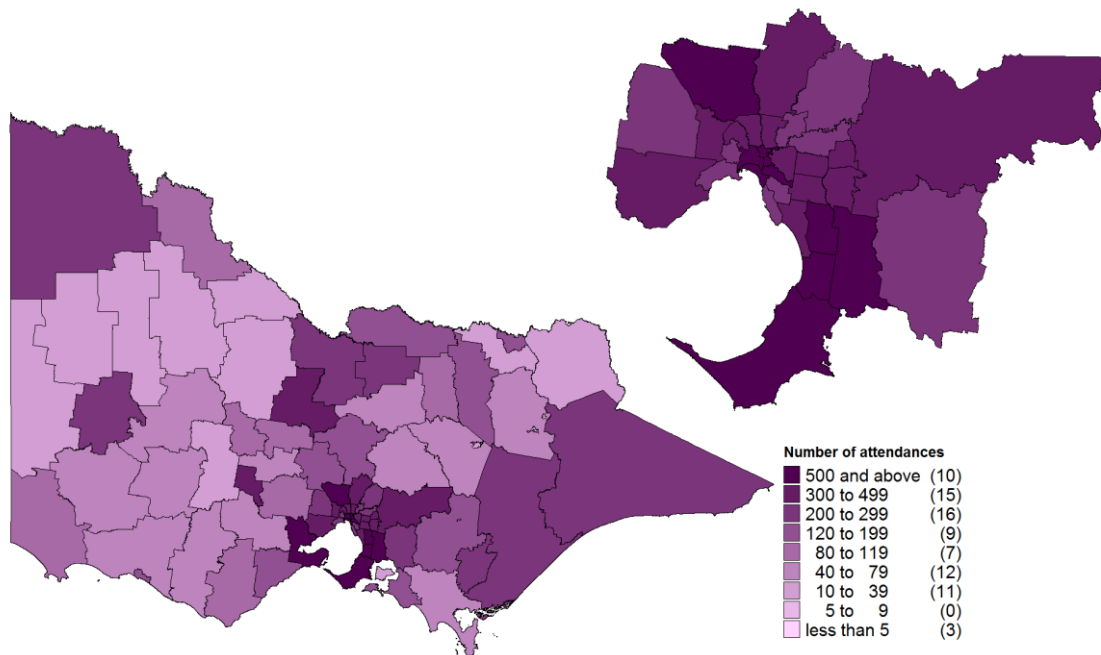 Number of attendances
500 and above (10)
300 to 499 (15)
200 to 299 (16)
120 to 199 (9)
80 to 119 (7)
40 to 79 (12)
10 to 39 (11)
5 to 9 (0)
less than 5 (3)